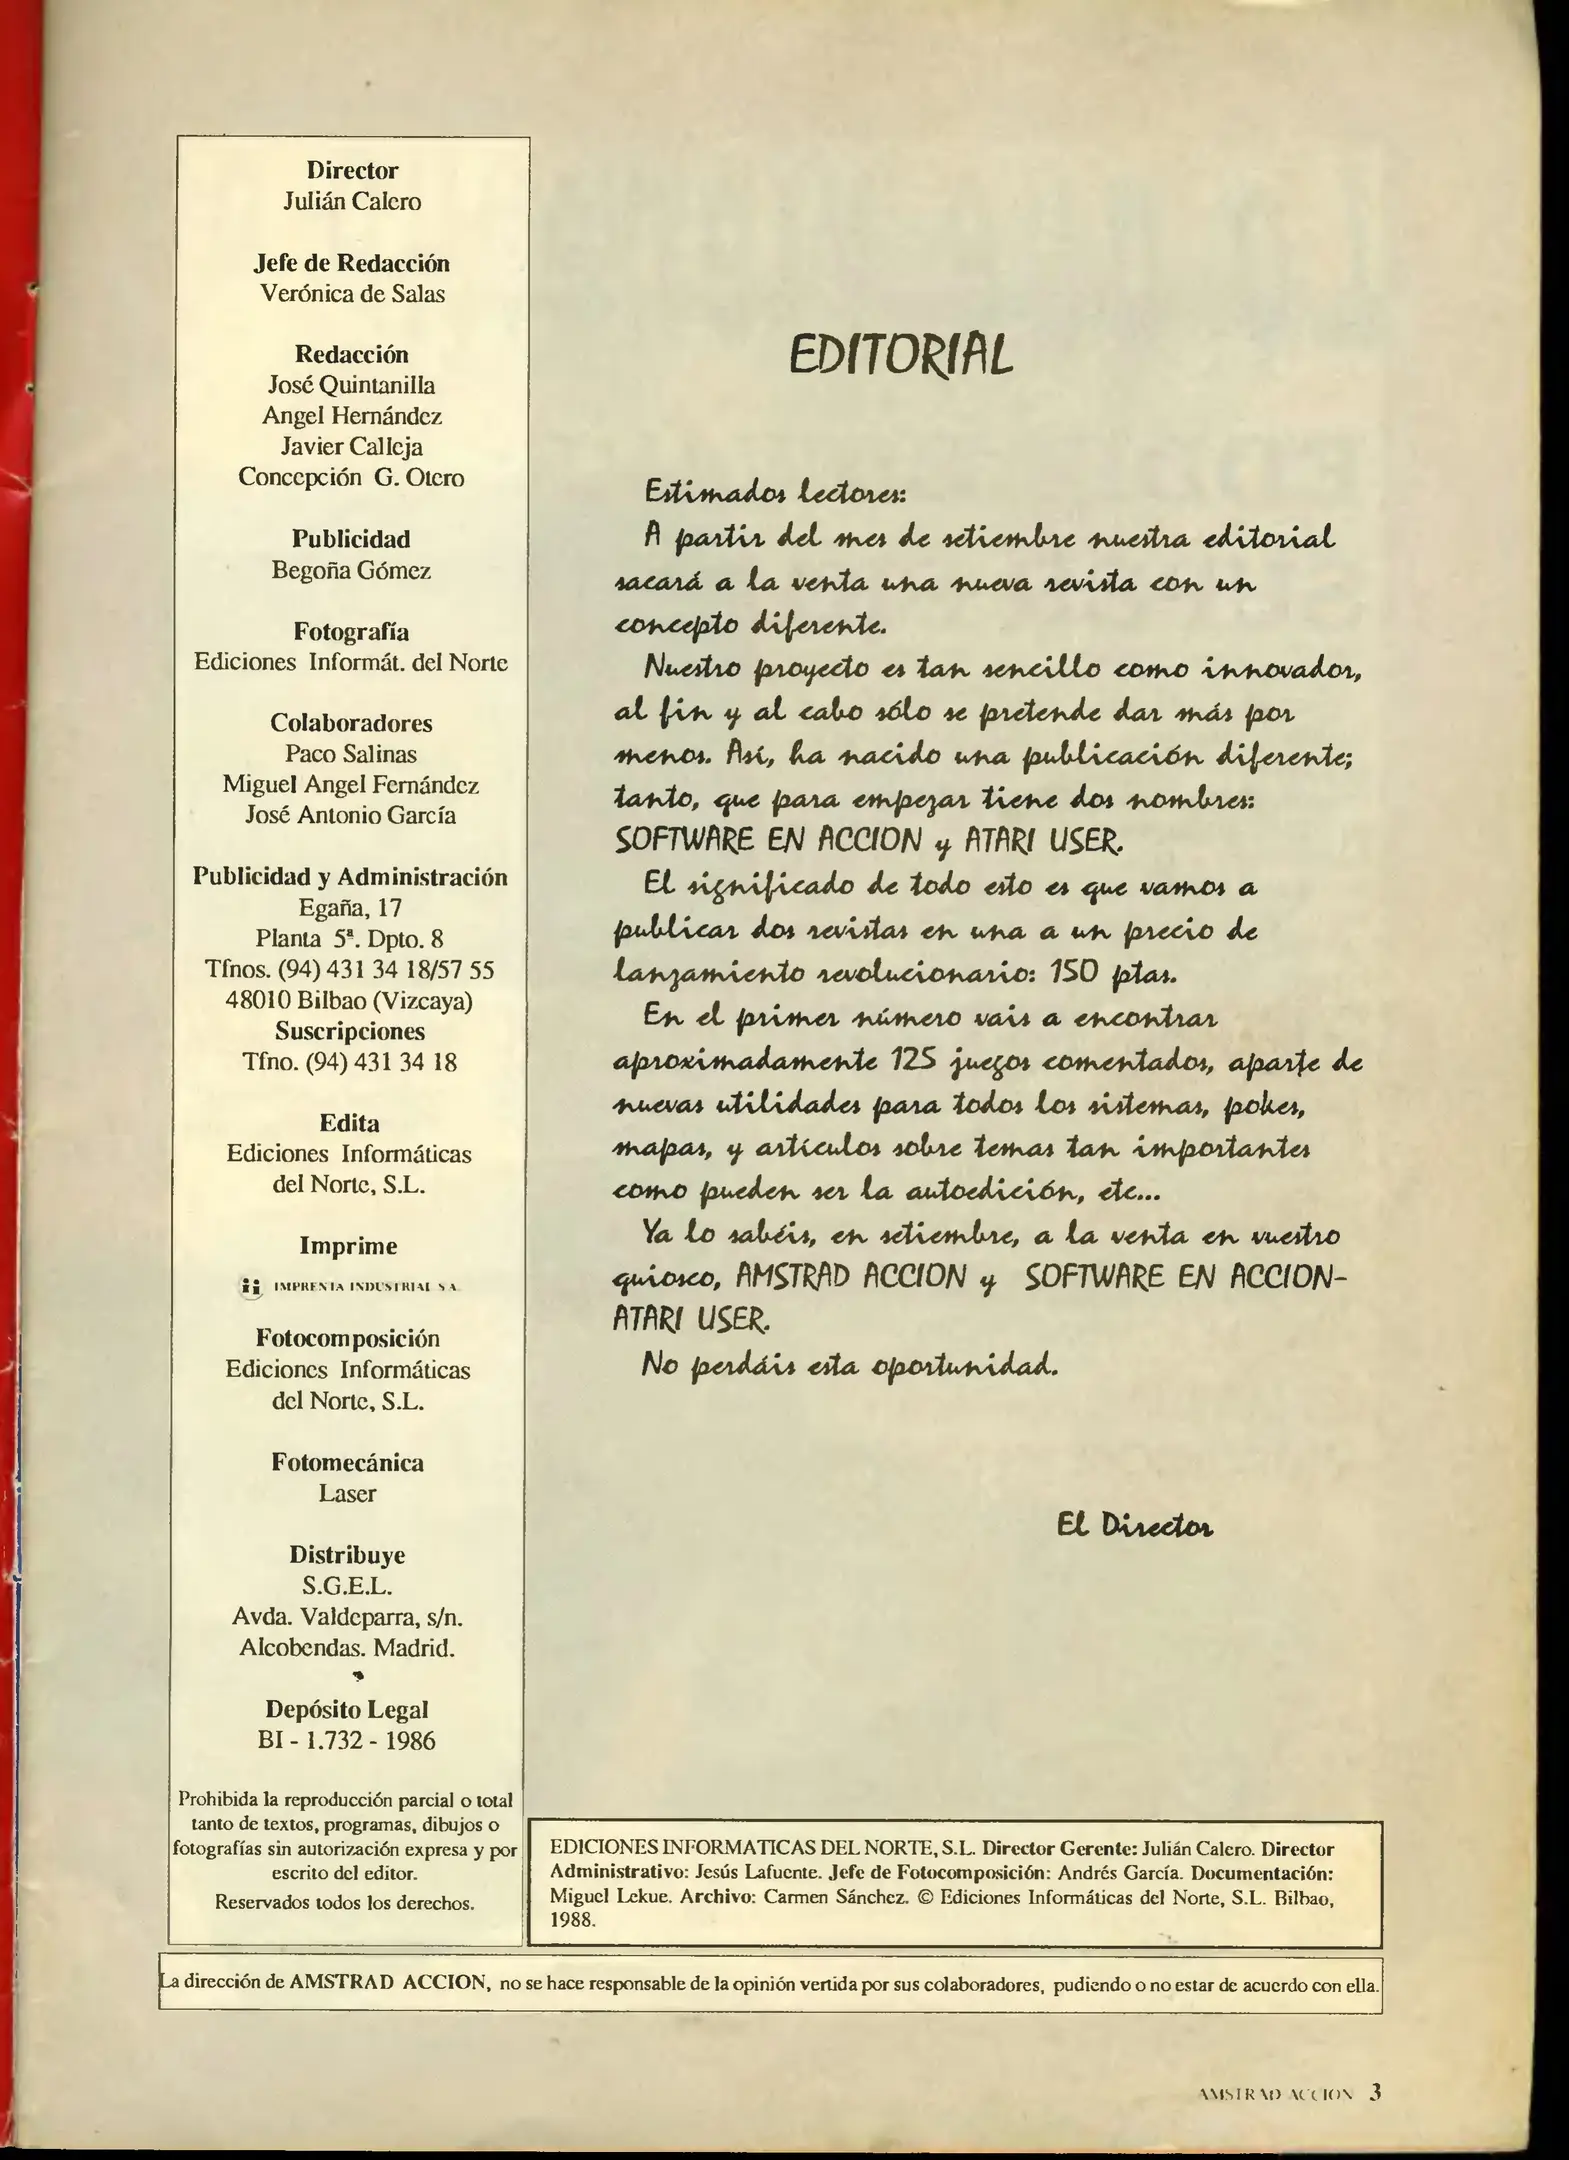 Director
Julián Calero
Jefe de Redacción
Verónica de Salas
Redacción
José Quintanilla
Angel Hernández
Javier Calleja
Concepción G. Otero
Publicidad
Begoña Gómez
Fotografía
Ediciones Informát. del Norte
Colaboradores
Paco Salinas
Miguel Angel Fernández
José Antonio García
Publicidad y Administración
Egaña, 17
Planta 5ª. Dpto. 8
Tfnos. (94) 431 34 18/57 55
48010 Bilbao (Vizcaya)
Suscripciones
Tfno. (94) 431 34 18
Edita
Ediciones Informáticas
del Norte, S.L.
Imprime
IMPRENTA INDUSTRIAL S A
Fotocomposición
Ediciones Informáticas
del Norte, S.L.
Fotomecánica
Laser
Distribuye
S.G.E.L.
Avda. Valdeparra, s/n.
Alcobendas. Madrid.
Depósito Legal
BI - 1.732 - 1986
Prohibida la reproducción parcial o total
tanto de textos, programas, dibujos o
fotografías sin autorización expresa y por
escrito del editor.
Reservados todos los derechos.
EDITORIAL
Estimados lectores:
A partir del mes de setiembre nuestra editorial
sacará a la venta una nueva revista con un
concepto diferente.
Nuestro proyecto es tan sencillo como innovador,
al fin y al cabo sólo se pretende dar más por
menos. Así, ha nacido una publicación diferente;
tanto, que para empezar tiene dos nombres:
SOFTWARE EN ACCION y ATARI USER.
El significado de todo esto es que vamos a
publicar dos revistas en una a un precio de
lanzamiento revolucionario: 150 ptas.
En el primer número vais a encontrar
aproximadamente 125 juegos comentados, aparte de
nuevas utilidades para todos los sistemas, pokes,
mapas, y artículos sobre temas tan importantes
como pueden ser la autoedición, etc...
Ya lo sabéis, en setiembre, a la venta en vuestro
quiosco, AMSTRAD ACCION y SOFTWARE EN ACCION-
ATARI USER.
No perdáis esta oportunidad.
El Director
EDICIONES INFORMATICAS DEL NORTE, S.L. Director Gerente: Julián Calero. Director
Administrativo: Jesús Lafuente. Jefe de Fotocomposición: Andrés García. Documentación:
Miguel Lekue. Archivo: Carmen Sánchez. © Ediciones Informáticas del Norte, S.L. Bilbao,
1988.
La dirección de AMSTRAD ACCION, no se hace responsable de la opinión vertida por sus colaboradores, pudiendo o no estar de acuerdo con ella.
AMSTRAD ACCION 3